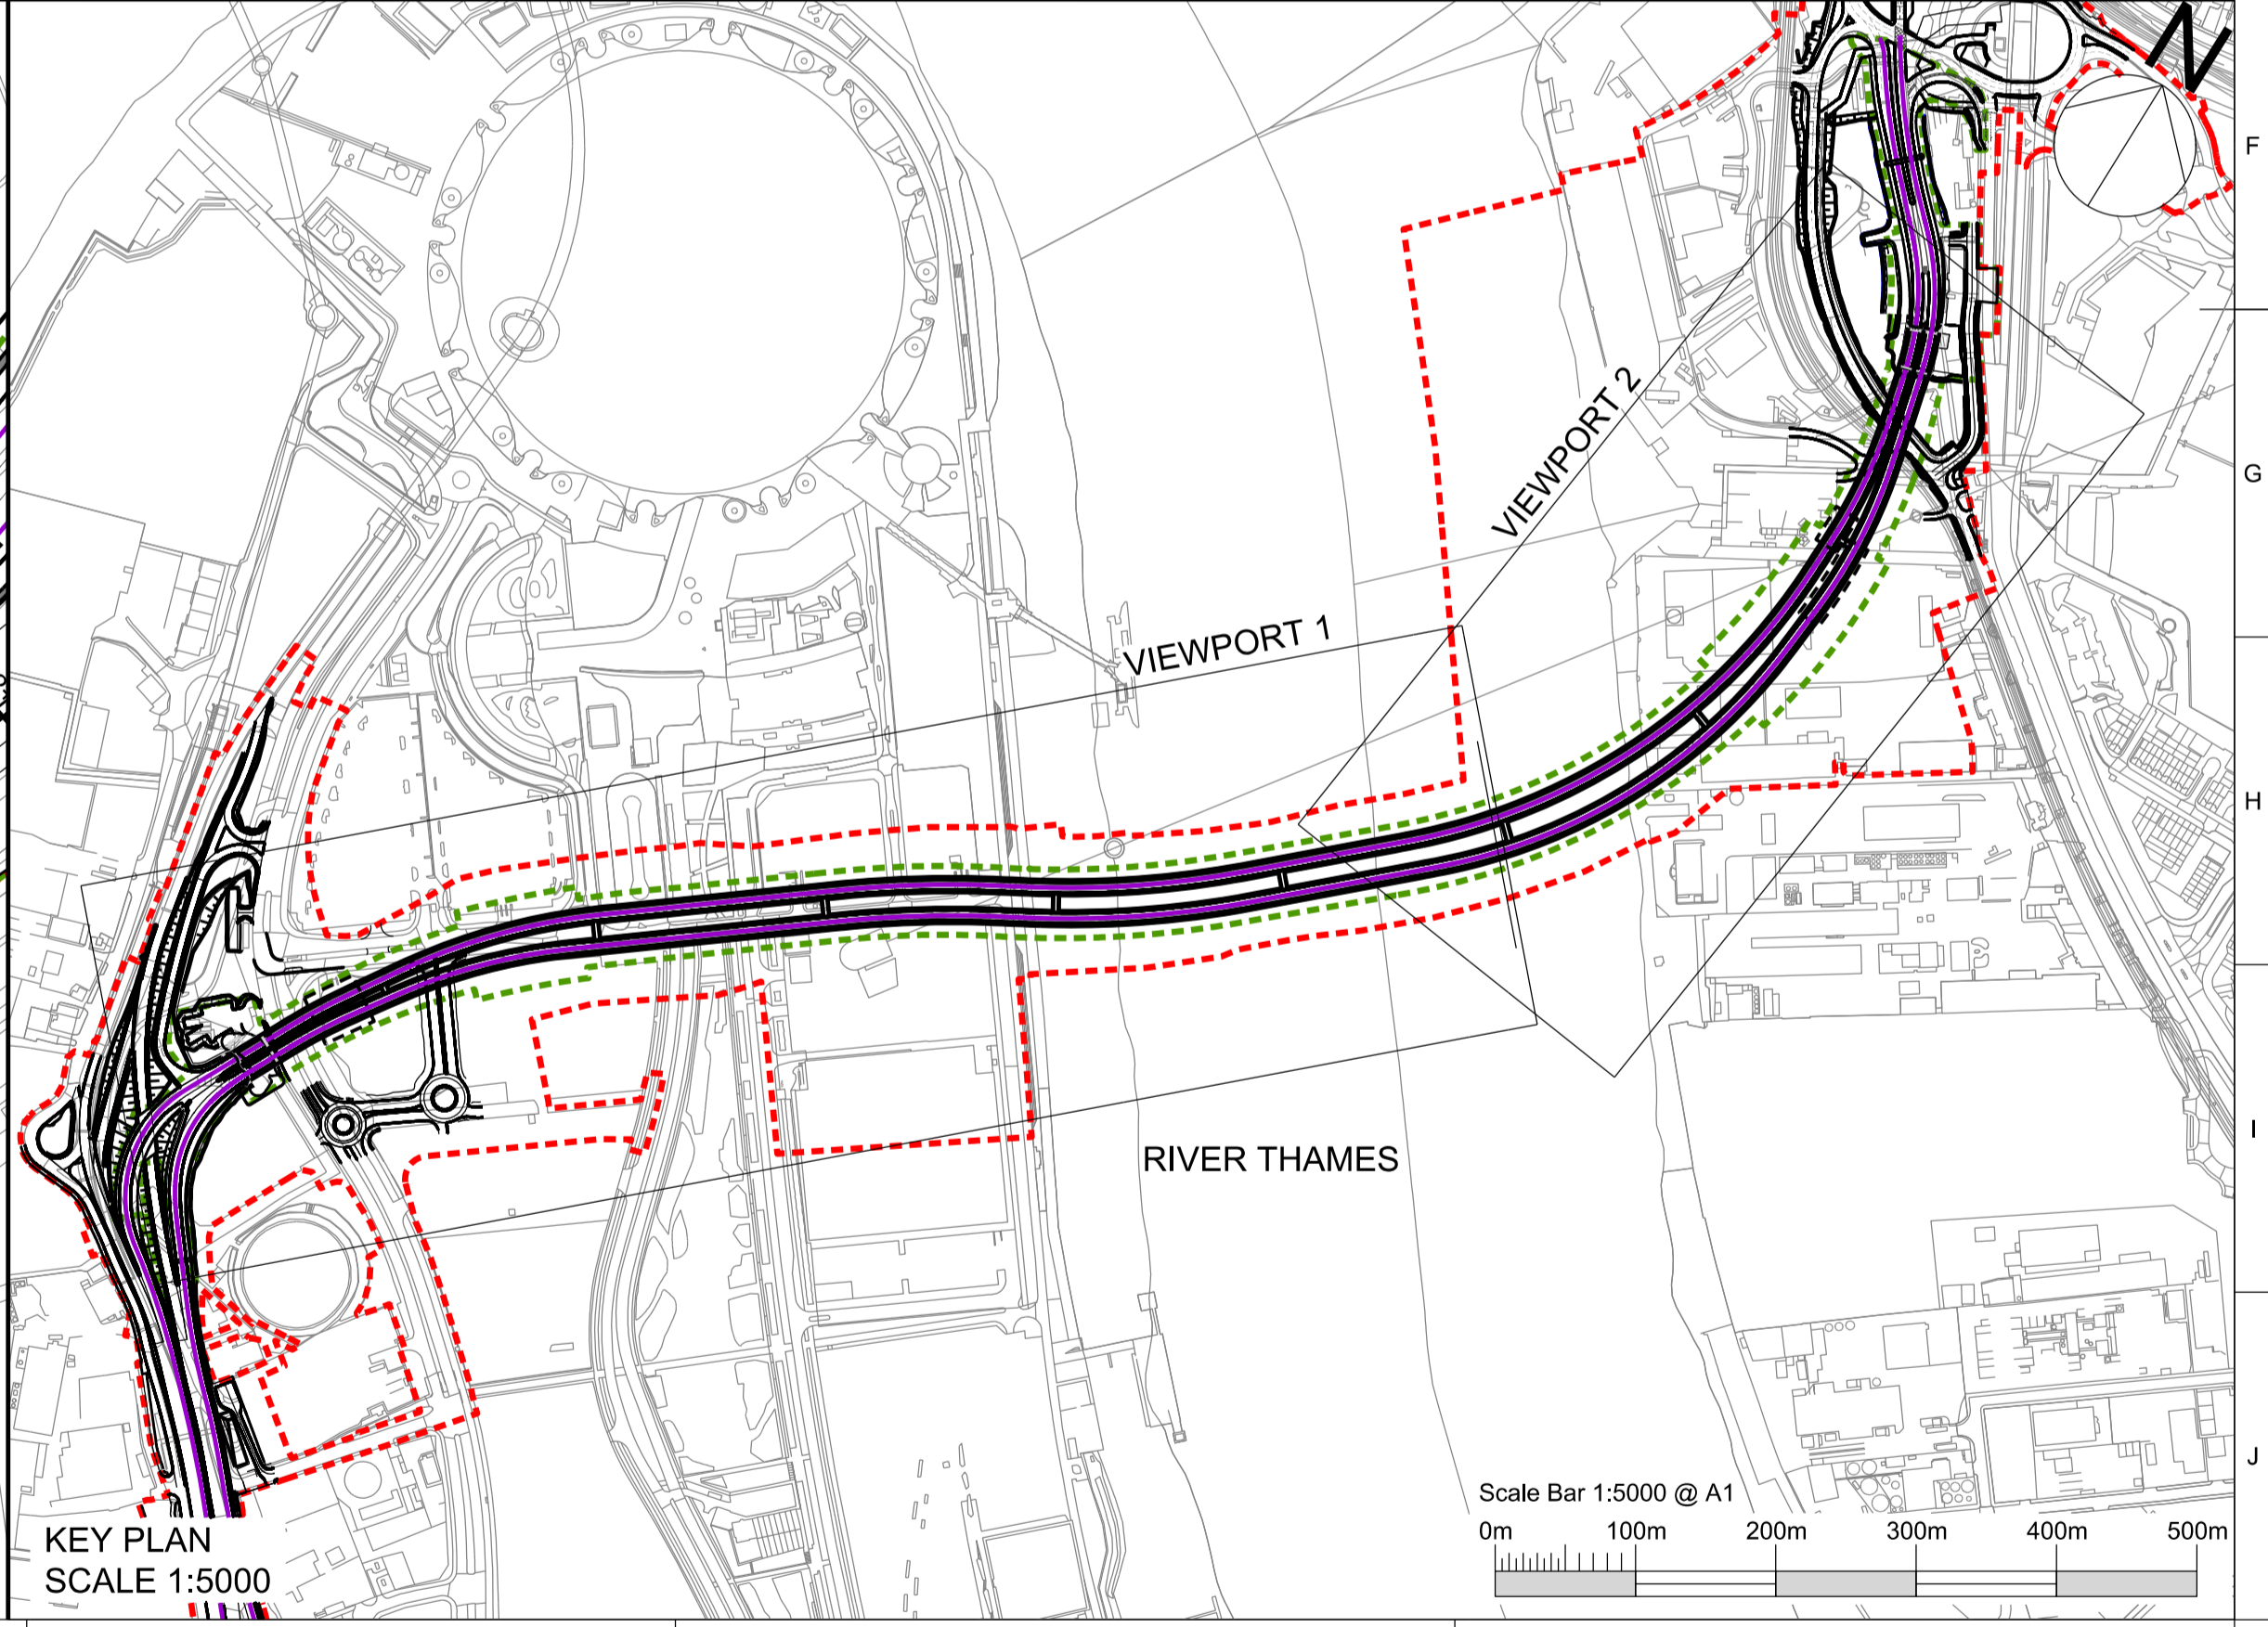 N
F
VIEWPORT 2
G
VIEWPORT 1
H
RIVER THAMES
I
Scale Bar 1:5000 @ A1
0m 100m 200m 300m 400m 500m
J
KEY PLAN
SCALE 1:5000